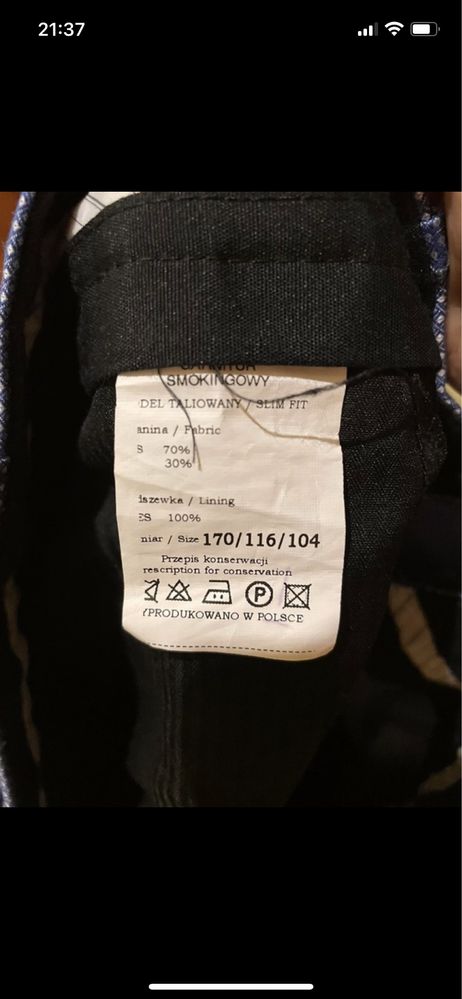 21:37
SMOKINGOWY
DEL TALIOWANY / SLIM FIT
anina / Fabric
S 70%
30%
iszewka / Lining
ES 100%
niar / Size 170/116/104
Przepis konserwacji
rescription for conservation
P
YPRODUKOWANO W POLSCE